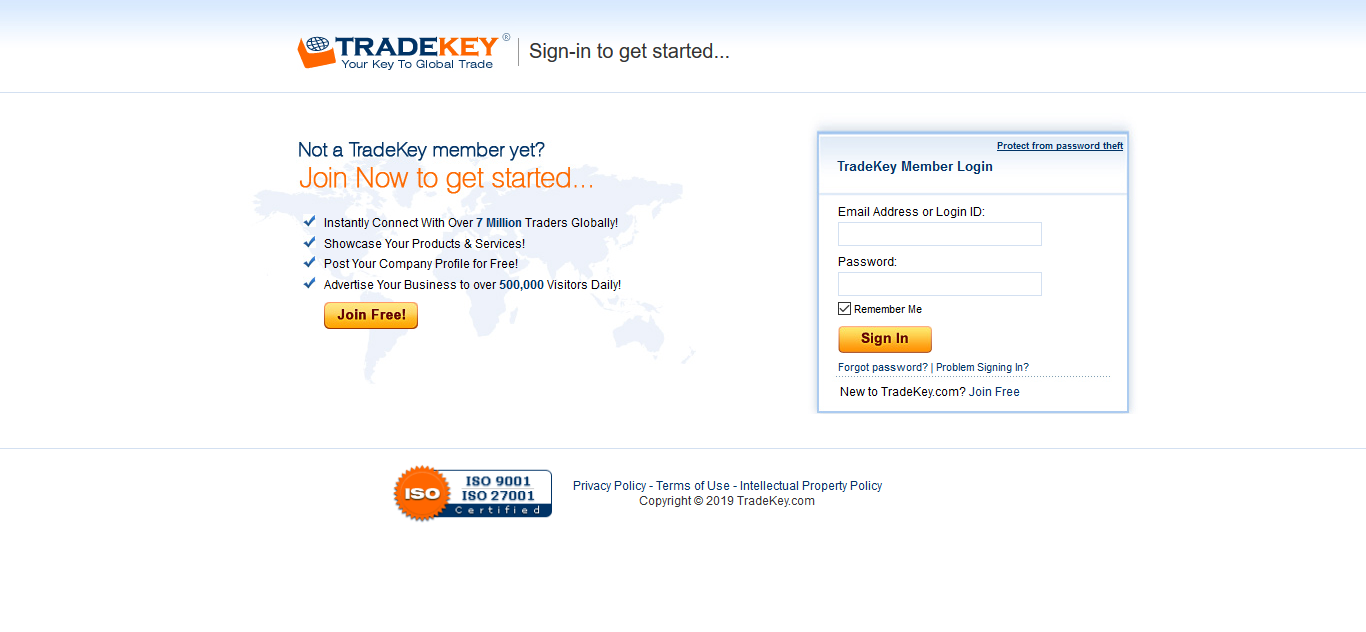 TRADEKEY ®
Your Key To Global Trade
Sign-in to get started...
Not a TradeKey member yet?
Join Now to get started...
Instantly Connect With Over 7 Million Traders Globally!
Showcase Your Products & Services!
Post Your Company Profile for Free!
Advertise Your Business to over 500,000 Visitors Daily!
Join Free!
Protect from password theft
TradeKey Member Login
Email Address or Login ID:
Password:
Remember Me
Sign In
Forgot password? | Problem Signing In?
New to TradeKey.com? Join Free
ISO
ISO 9001
ISO 27001
Certified
Privacy Policy - Terms of Use - Intellectual Property Policy
Copyright © 2019 TradeKey.com